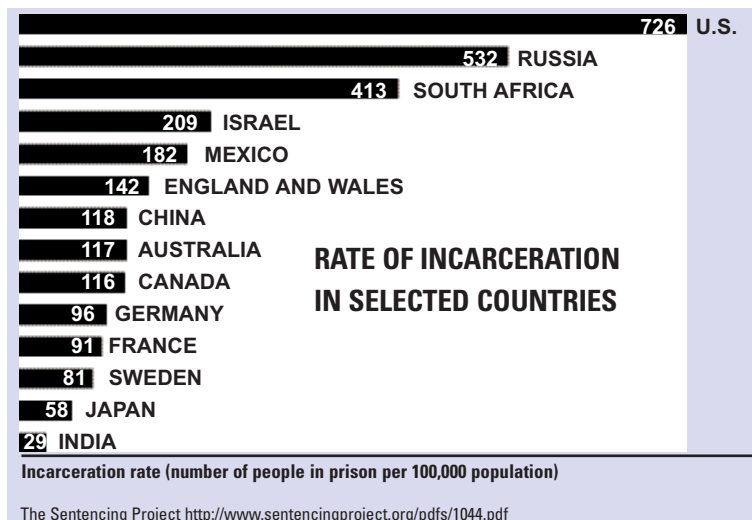 726 U.S.
532 RUSSIA
413 SOUTH AFRICA
209 ISRAEL
182 MEXICO
142 ENGLAND AND WALES
118 CHINA
117 AUSTRALIA
116 CANADA
96 GERMANY
91 FRANCE
81 SWEDEN
58 JAPAN
29 INDIA
RATE OF INCARCERATION
IN SELECTED COUNTRIES
Incarceration rate (number of people in prison per 100,000 population)
The Sentencing Project http://www.sentencingproject.org/pdfs/1044.pdf